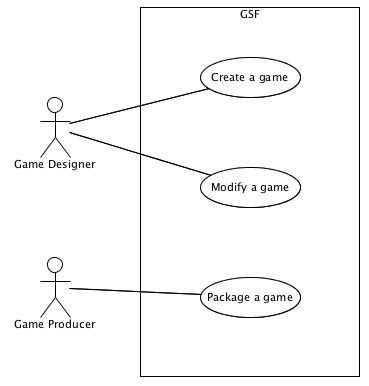 GSF
Create a game
Game Designer
Modify a game
Package a game
Game Producer